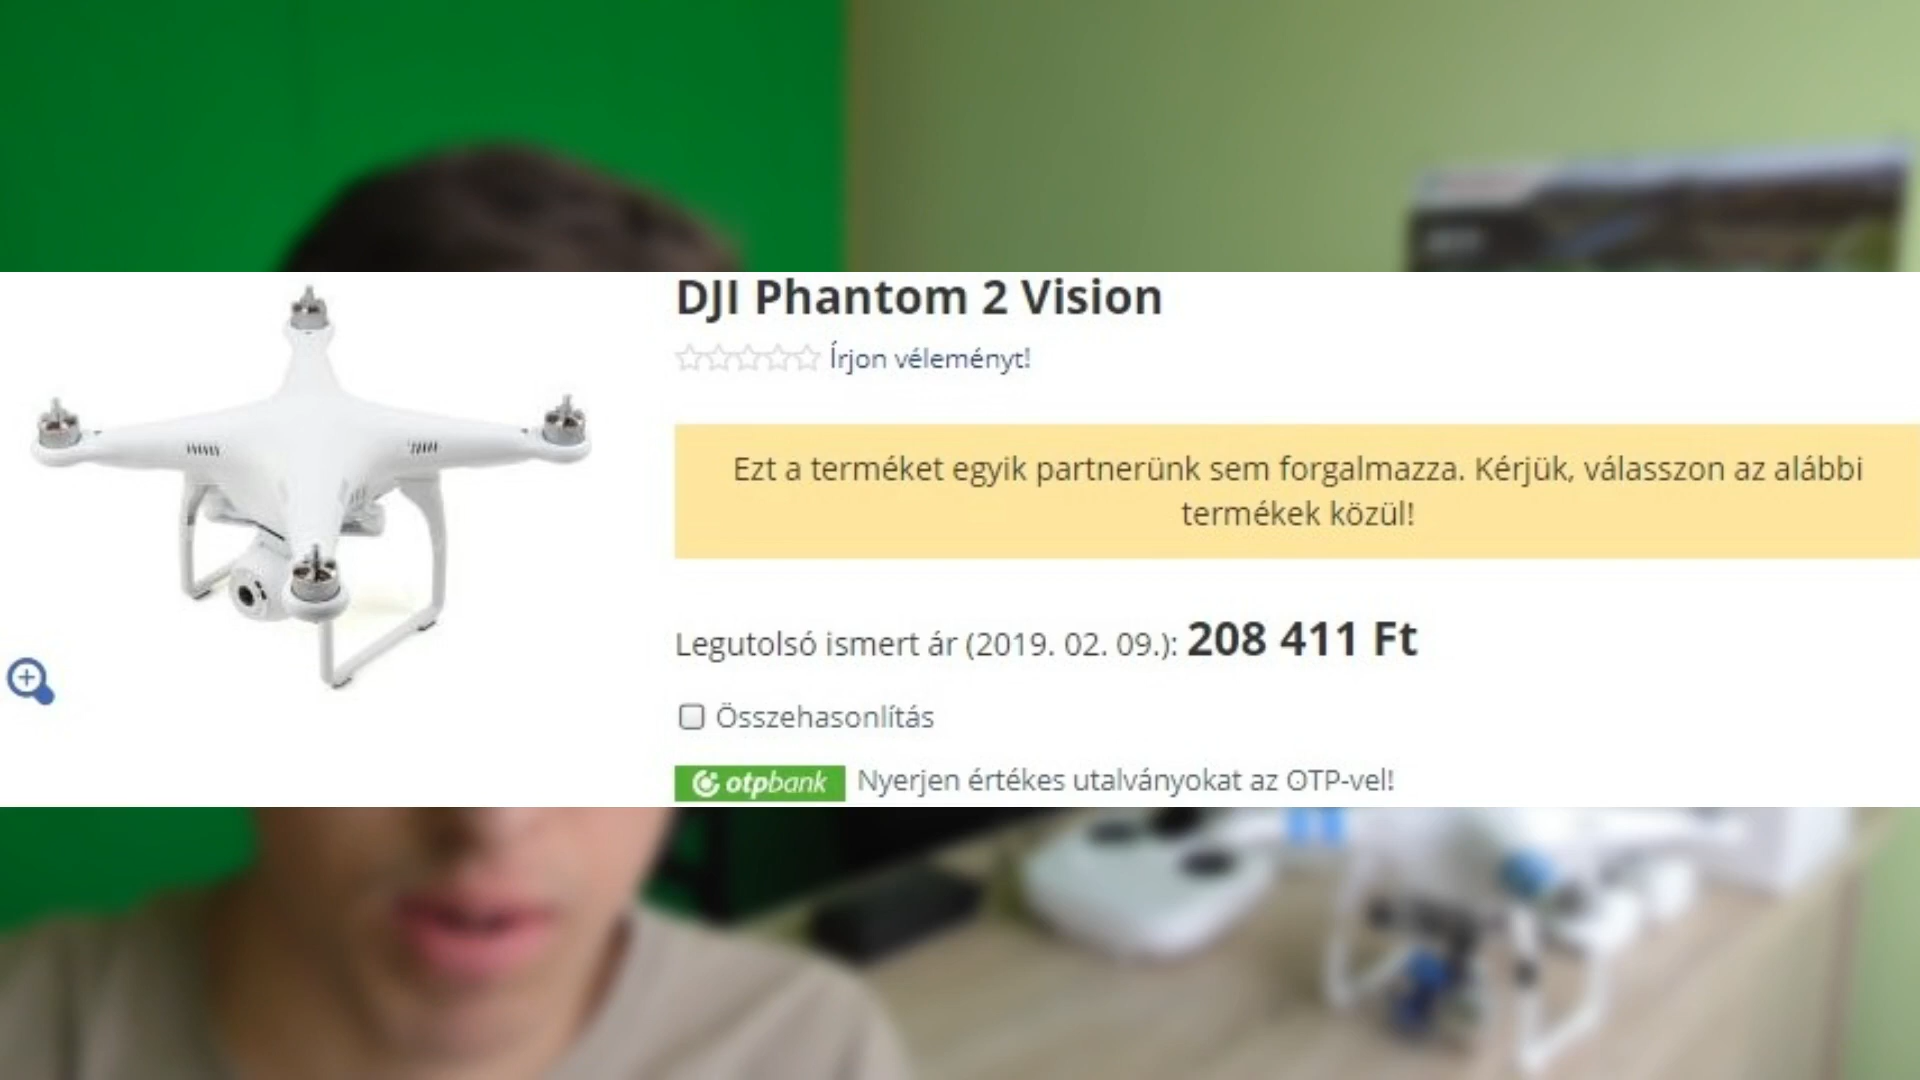 DJI Phantom 2 Vision
Írjon véleményt!
Ezt a terméket egyik partnerünk sem forgalmazza. Kérjük, válasszon az alábbi
termékek közül!
Legutolsó ismert ár (2019. 02. 09.): 208 411 Ft
Összehasonlítás
otpbank Nyerjen értékes utalványokat az OTP-vel!